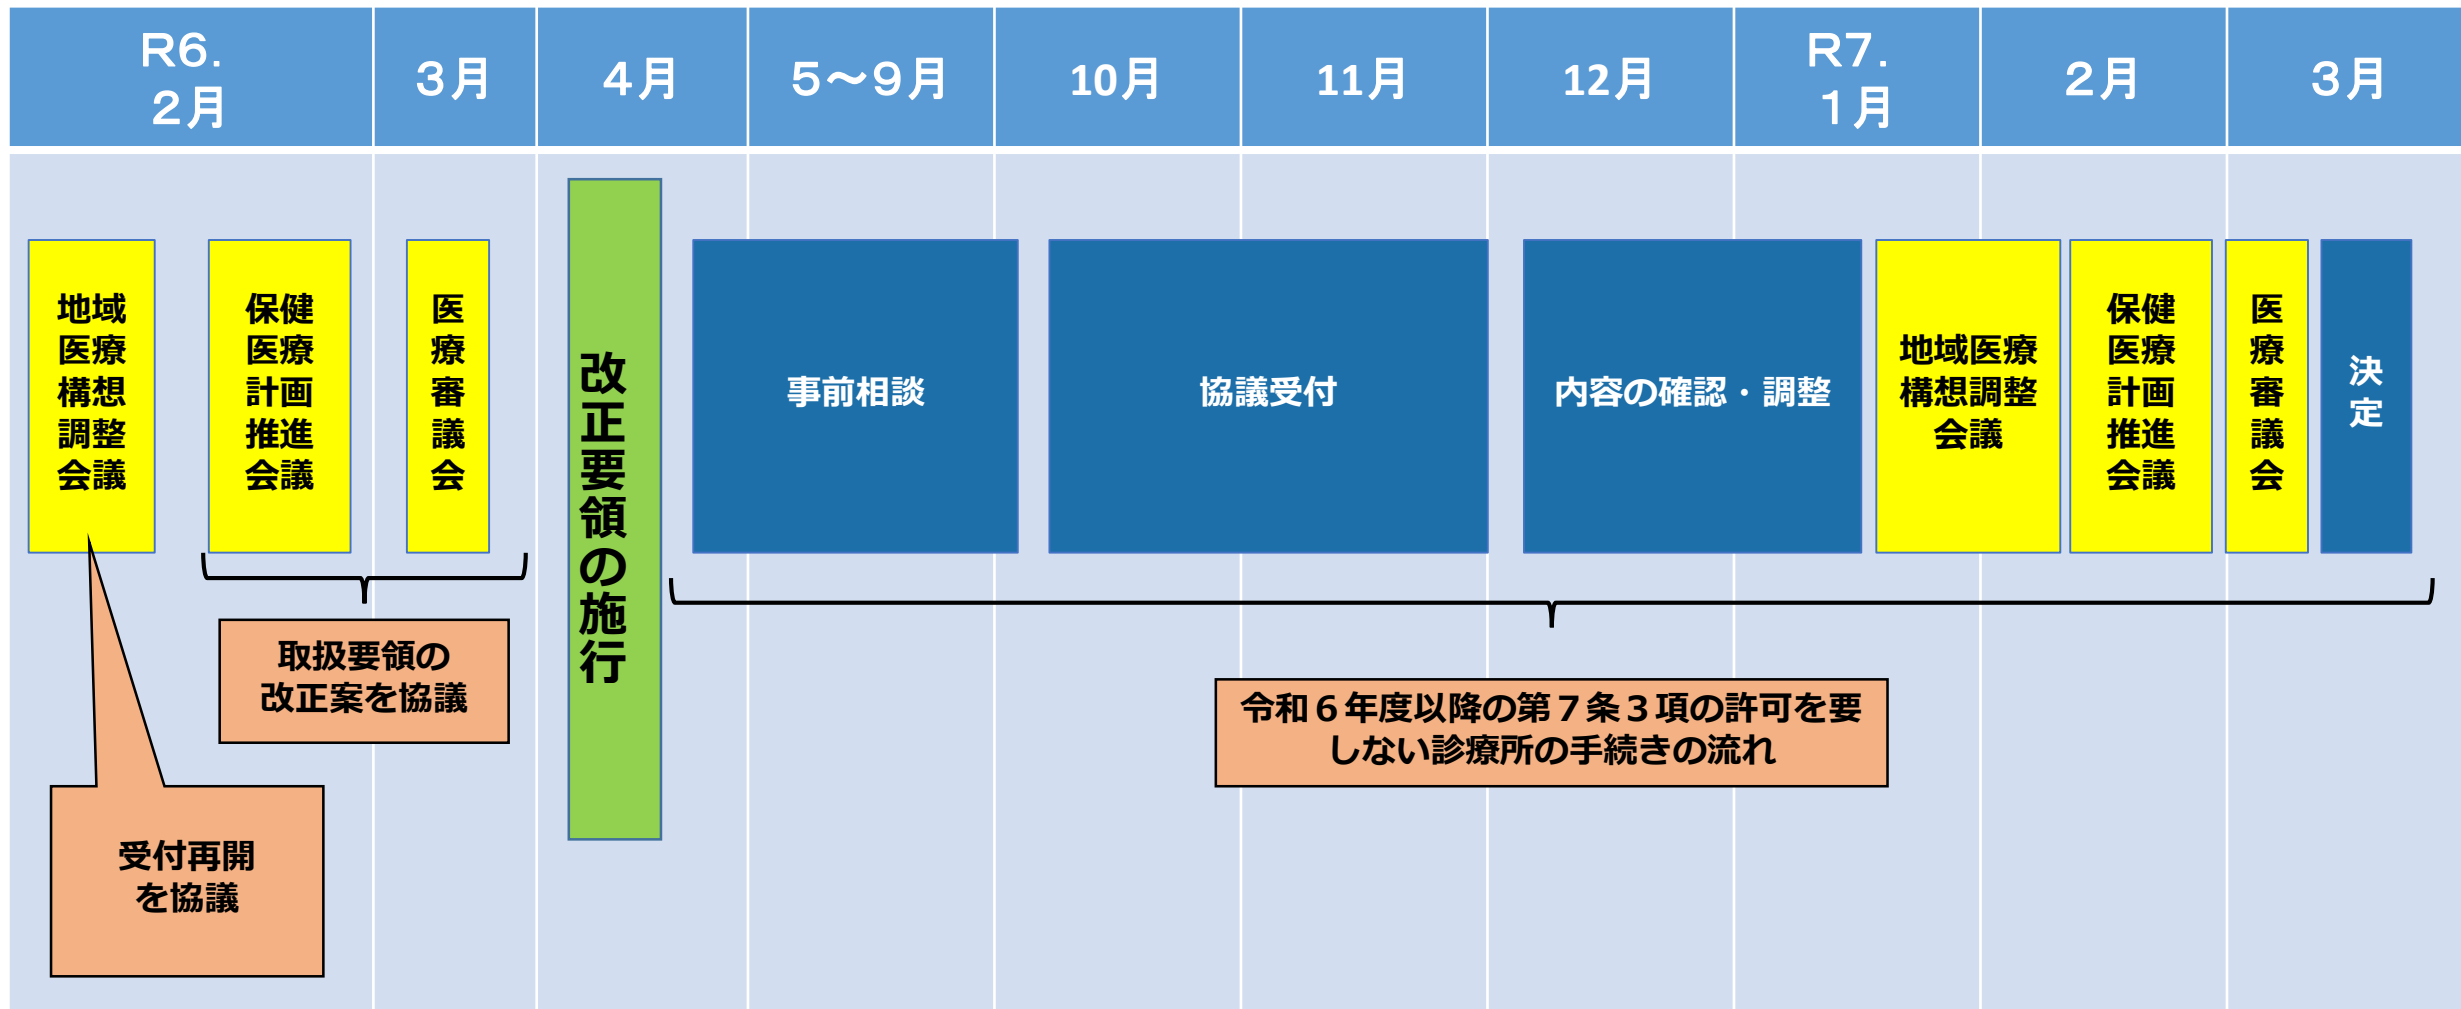 R6.
２月
３月
４月
５～９月
10月
11月
12月
R7.
１月
２月
３月
地域
医療
構想
調整
会議
保健
医療
計画
推進
会議
医
療
審
議
会
改正要領の施行
事前相談
協議受付
内容の確認・調整
地域医療
構想調整
会議
保健
医療
計画
推進
会議
医
療
審
議
会
決
定
取扱要領の
改正案を協議
令和６年度以降の第７条３項の許可を要
しない診療所の手続きの流れ
受付再開
を協議